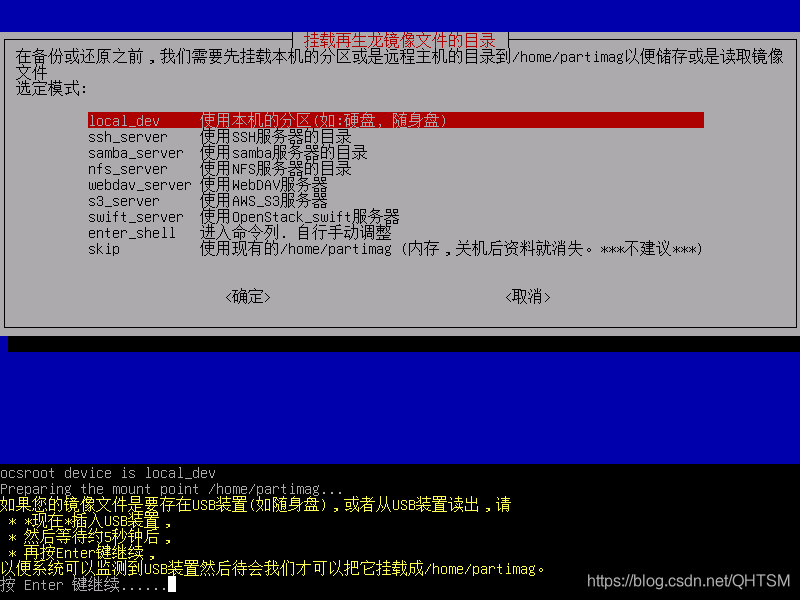 挂载再生龙镜像文件的目录
在备份或还原之前，我们需要先挂载本机的分区或是远程主机的目录到/home/partimag以便储存或是读取镜像
文件
选定模式:
local_dev 使用本机的分区(如:硬盘, 随身盘)
ssh_server 使用SSH服务器的目录
samba_server 使用samba服务器的目录
nfs_server 使用NFS服务器的目录
webdav_server 使用WebDAV服务器
s3_server 使用AWS_S3服务器
swift_server 使用OpenStack_swift服务器
enter_shell 进入命令列. 自行手动调整
skip 使用现有的/home/partimag (内存，关机后资料就消失。***不建议***)
<确定> <取消>
ocsroot device is local_dev
Preparing the mount point /home/partimag...
如果您的镜像文件是要存在USB装置(如随身盘)，或者从USB装置读出，请
* *现在*插入USB装置，
* 然后等待约5秒钟后，
* 再按Enter键继续，
以便系统可以监测到USB装置然后待会我们才可以把它挂载成/home/partimag。
按 Enter 键继续......
https://blog.csdn.net/QHTSM